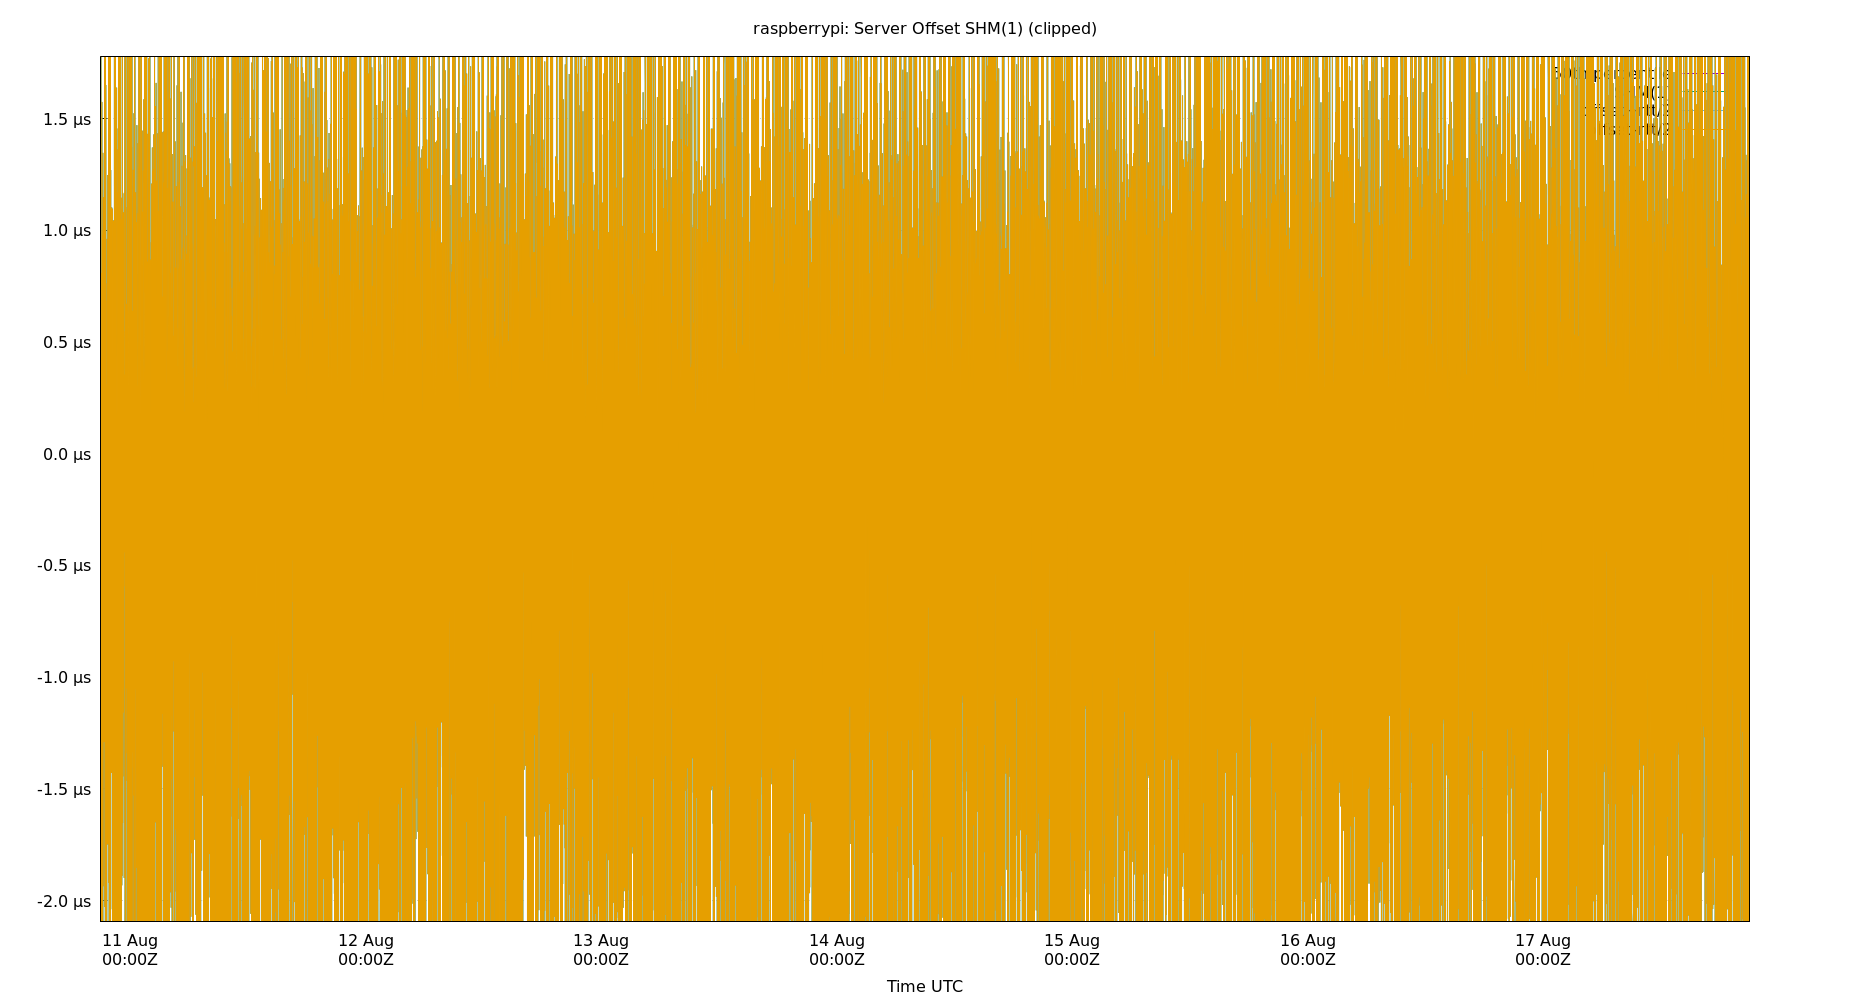 raspberrypi: Server Offset SHM(1) (clipped)
1.5 µs
1.0 µs
0.5 µs
0.0 µs
-0.5 µs
-1.0 µs
-1.5 µs
-2.0 µs
11 Aug 12 Aug 13 Aug 14 Aug 15 Aug 16 Aug 17 Aug
00:00Z 00:00Z 00:00Z 00:00Z 00:00Z 00:00Z 00:00Z
Time UTC